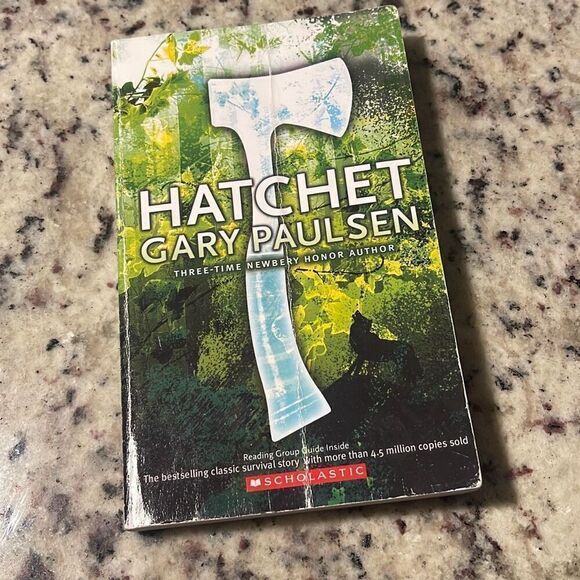 HATCHET
GARY PAULSEN
THREE-TIME NEWBERY HONOR AUTHOR
Reading Group Guide Inside
The bestselling classic survival story with more than 4.5 million copies sold
SCHOLASTIC